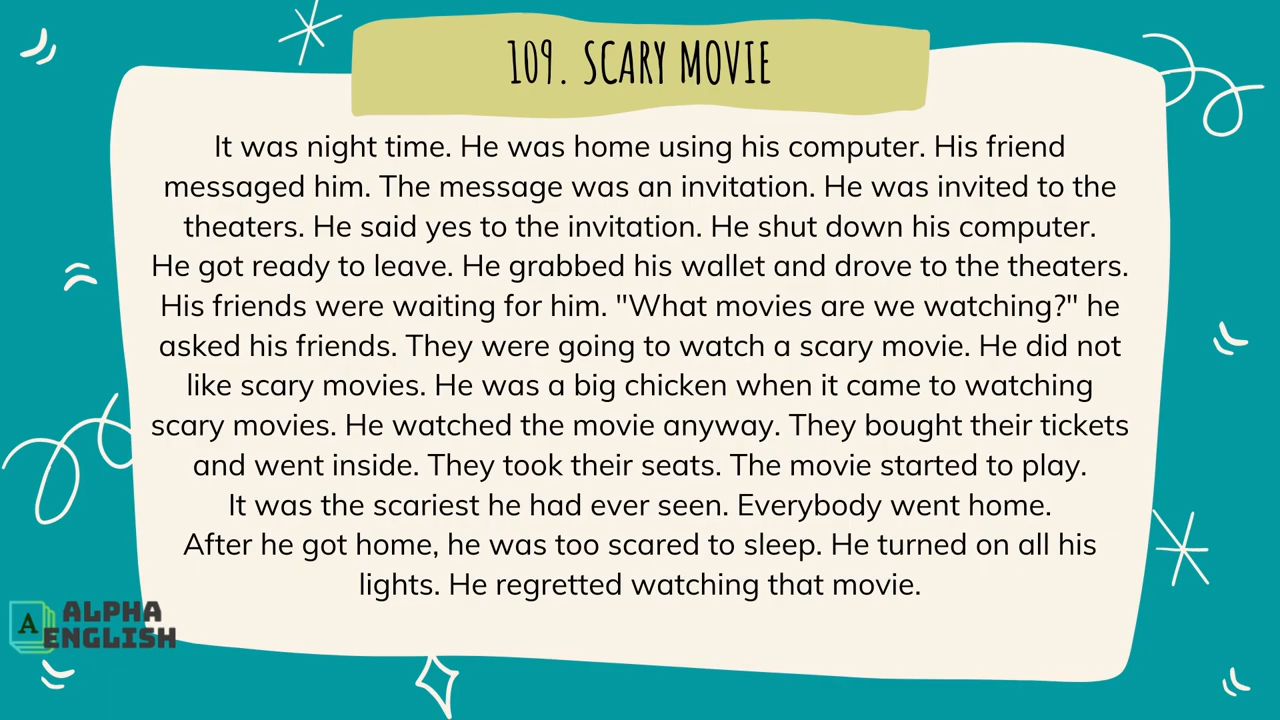 109. SCARY MOVIE
It was night time. He was home using his computer. His friend
messaged him. The message was an invitation. He was invited to the
theaters. He said yes to the invitation. He shut down his computer.
He got ready to leave. He grabbed his wallet and drove to the theaters.
His friends were waiting for him. "What movies are we watching?" he
asked his friends. They were going to watch a scary movie. He did not
like scary movies. He was a big chicken when it came to watching
scary movies. He watched the movie anyway. They bought their tickets
and went inside. They took their seats. The movie started to play.
It was the scariest he had ever seen. Everybody went home.
After he got home, he was too scared to sleep. He turned on all his
lights. He regretted watching that movie.
A
ALPHA
ENGLISH